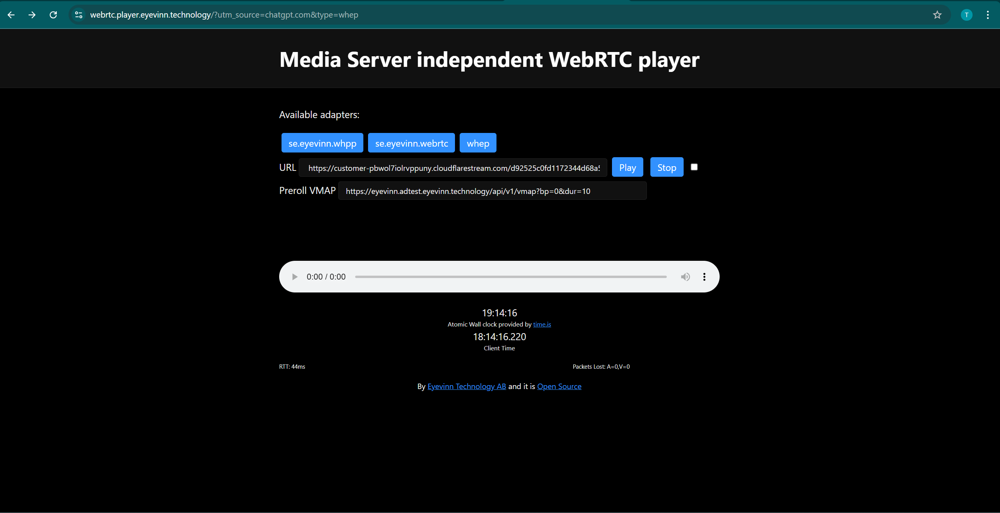 webrtc.player.eyevinn.technology/?utm_source=chatgpt.com&type=whep
T
Media Server independent WebRTC player
Available adapters:
se.eyevinn.whpp se.eyevinn.webrtc whep
URL https://customer-pbwol7iolrvppuny.cloudflarestream.com/d92525c0fd1172344d68a5 Play Stop
Preroll VMAP https://eyevinn.adtest.eyevinn.technology/api/v1/vmap?bp=0&dur=10
0:00 / 0:00
19:14:16
Atomic Wall clock provided by time.is
18:14:16.220
Client Time
RTT: 44ms Packets Lost: A=0,V=0
By Eyevinn Technology AB and it is Open Source